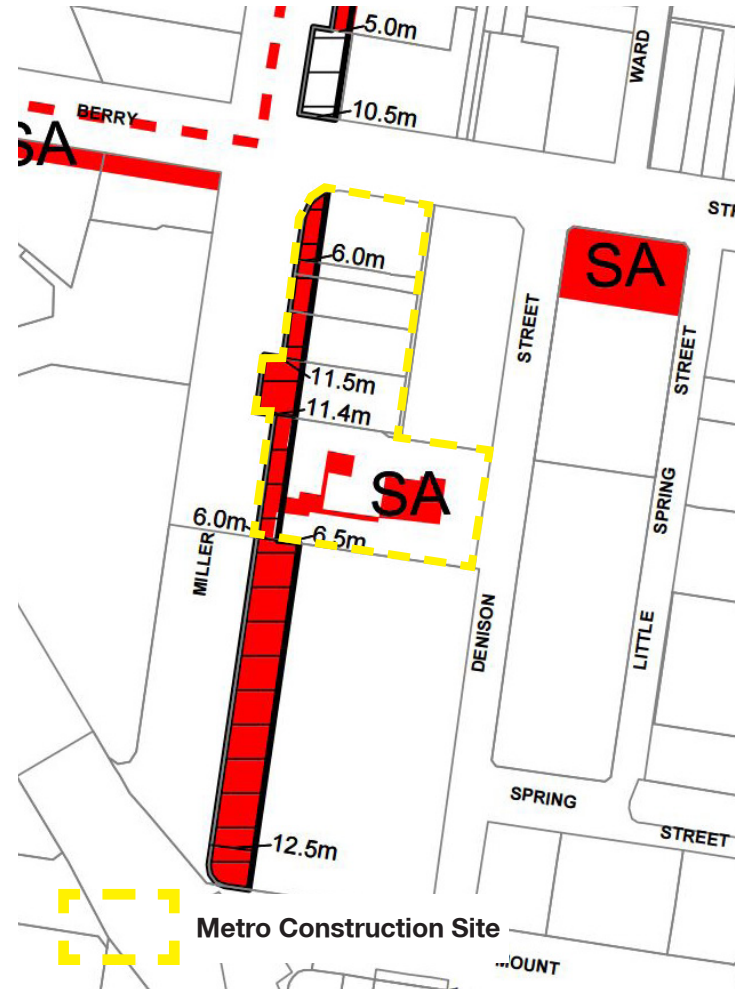 5.0m
WARD
10.5m
BERRY
SA
STR
6.0m
SA
STREET
STREET
11.5m
11.4m
SA
SPRING
6.0m
6.5m
MILLER
DENISON
LITTLE
SPRING
STREET
12.5m
Metro Construction Site
MOUNT